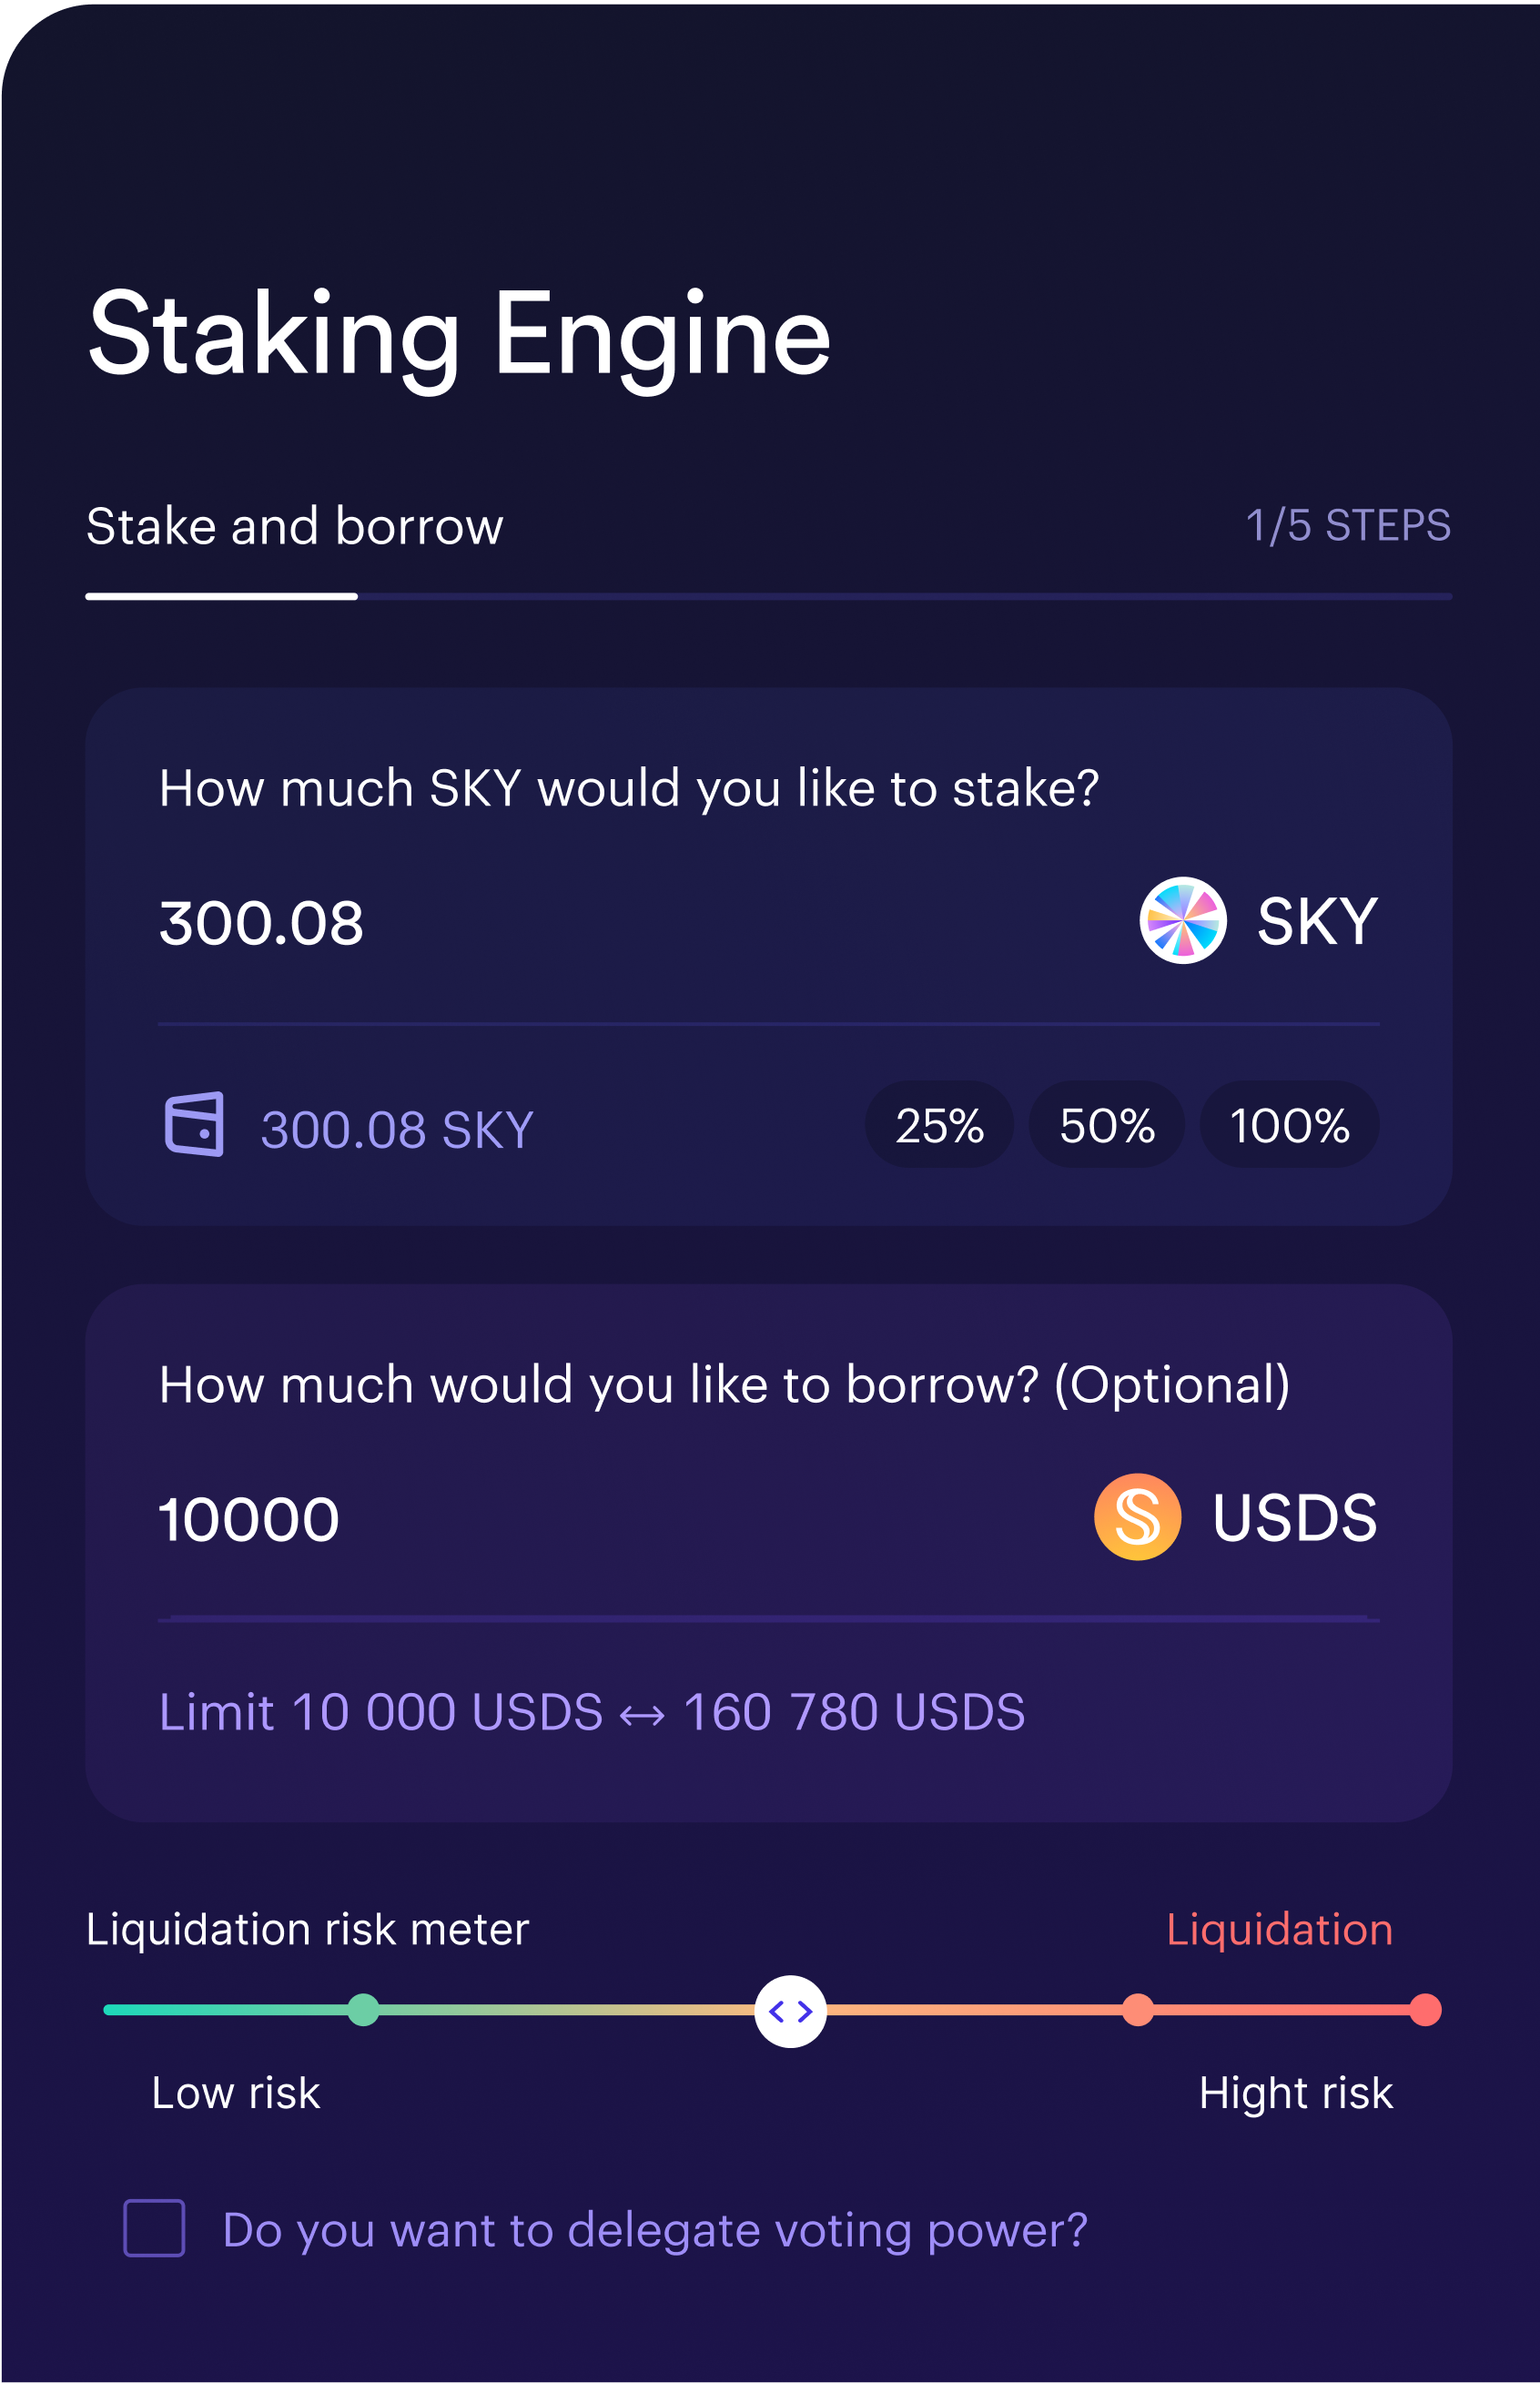 Staking Engine
Stake and borrow
1/5 STEPS
How much SKY would you like to stake?
300.08
SKY
300.08 SKY
25%
50%
100%
How much would you like to borrow? (Optional)
10000
USDS
Limit 10 000 USDS ↔ 160 780 USDS
Liquidation risk meter
Liquidation
Low risk
Hight risk
Do you want to delegate voting power?